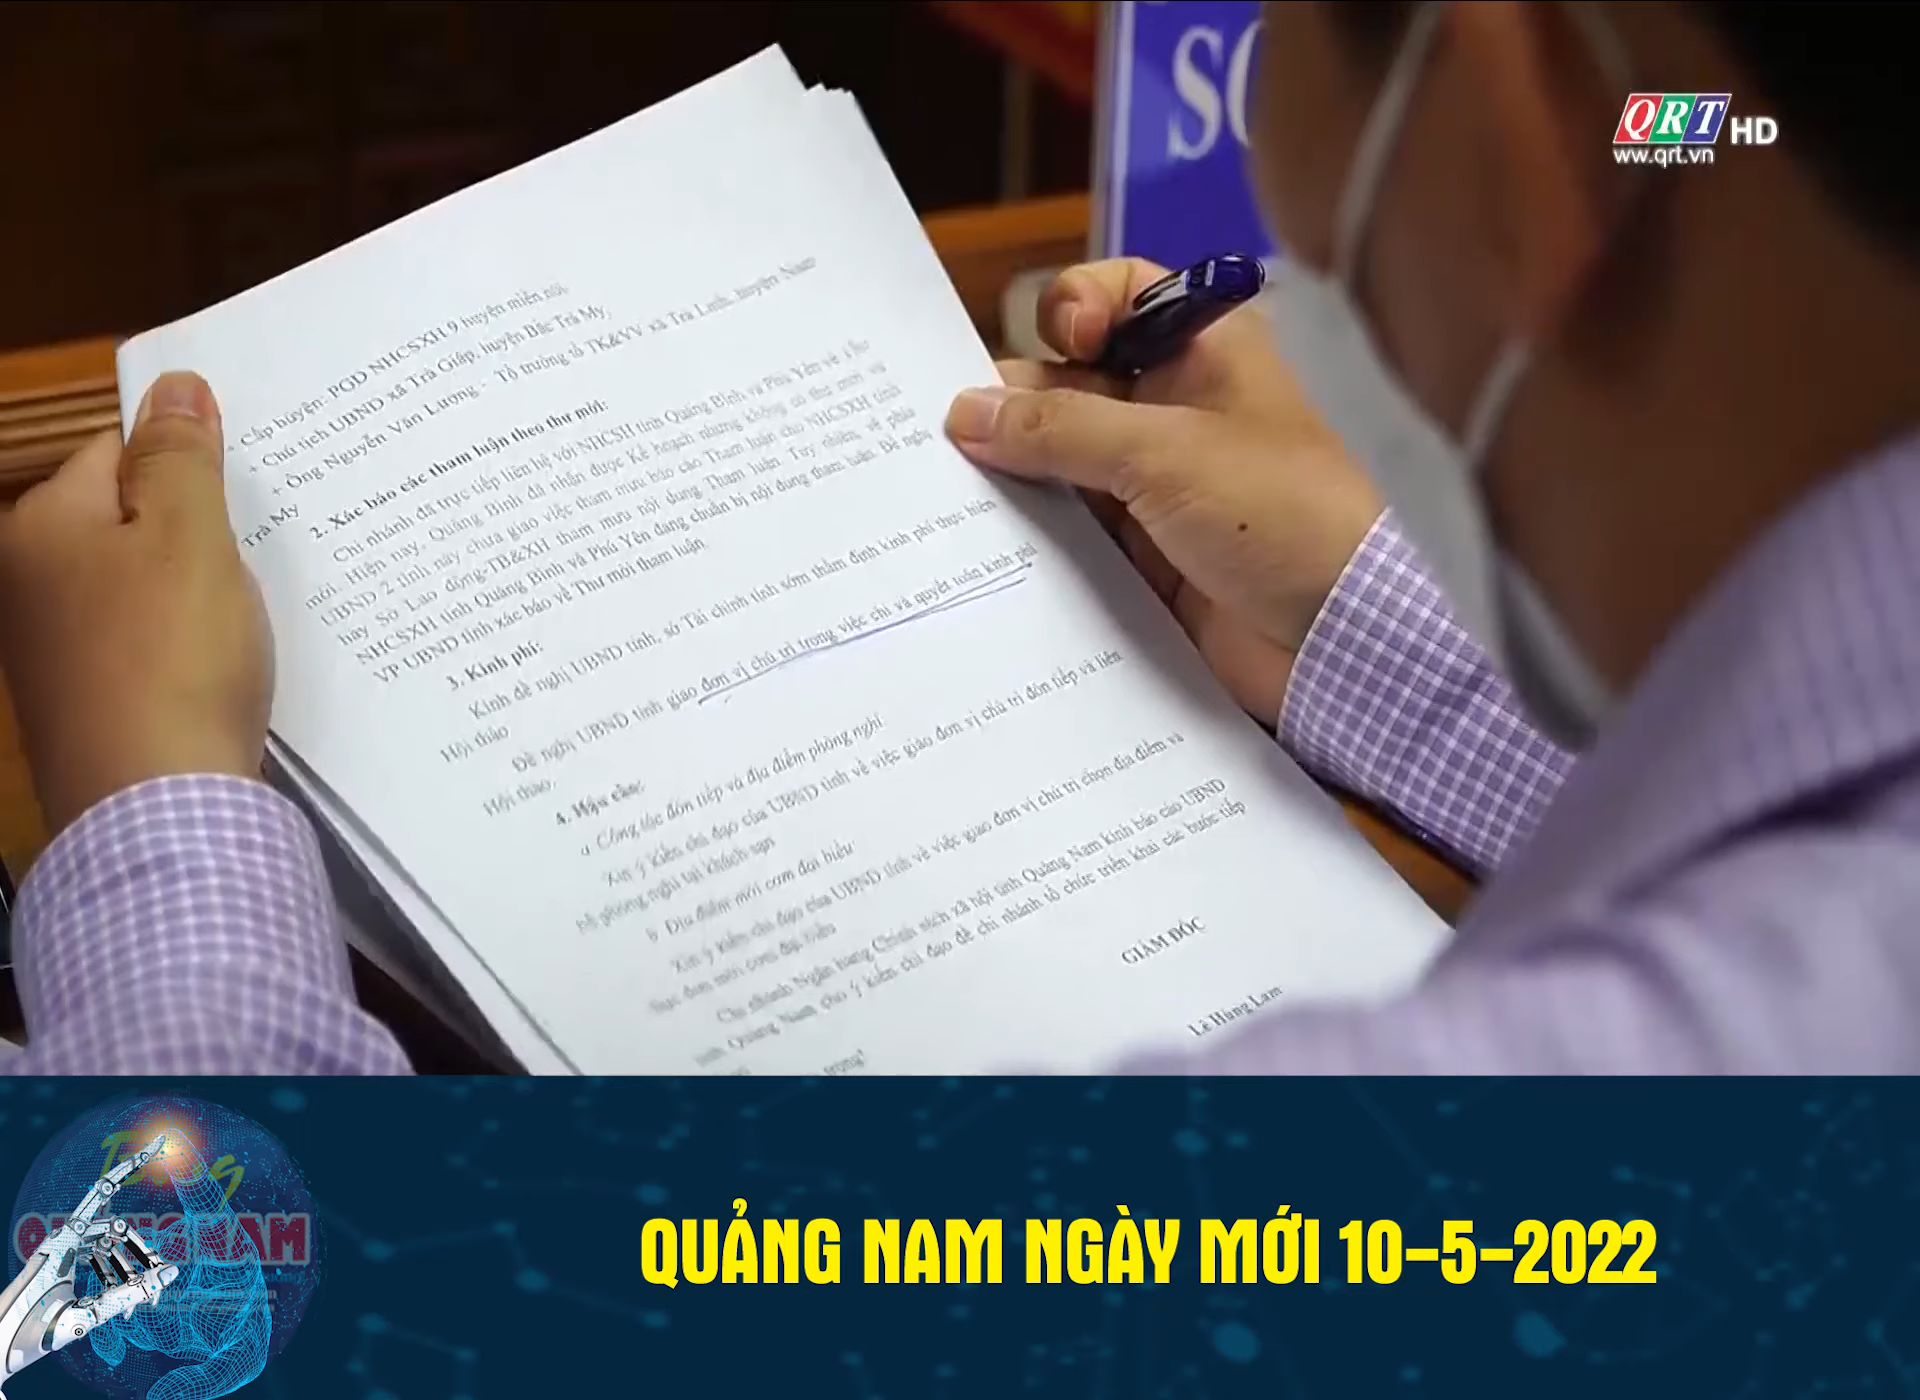 SỞ
QRT HD
ww.qrt.vn
+ Cấp huyện: PGD NHCSXH 9 huyện miền núi.
+ Chủ tịch UBND xã Trà Giáp, huyện Bắc Trà My,
+ Ông Nguyễn Văn Lượng - Tổ trưởng tổ TK&VV xã Trà Linh, huyện Nam
Trà My
2. Xác báo các tham luận theo thư mời:
Chi nhánh đã trực tiếp liên hệ với NHCSH tỉnh Quảng Bình và Phú Yên về Thư
mời. Hiện nay, Quảng Bình đã nhận được Kế hoạch nhưng không có thư mời và
UBND 2 tỉnh này chưa giao việc tham mưu báo cáo Tham luận cho NHCSXH tỉnh
hay Sở Lao động-TB&XH tham mưu nội dung Tham luận. Tuy nhiên, về phía
NHCSXH tỉnh Quảng Bình và Phú Yên đang chuẩn bị nội dung tham luận. Đề nghị
VP UBND tỉnh xác báo về Thư mời tham luận.
3. Kinh phí:
Kính đề nghị UBND tỉnh, sở Tài chính tỉnh sớm thẩm định kinh phí thực hiện
Hội thảo
Đề nghị UBND tỉnh giao đơn vị chủ trì trong việc chi và quyết toán kinh phí
Hội thảo.
4. Hậu cần:
a Công tác đón tiếp và địa điểm phòng nghỉ
Xin ý kiến chỉ đạo của UBND tỉnh về việc giao đơn vị chủ trì đón tiếp và liên
hệ phòng nghỉ tại khách sạn
b Địa điểm mời cơm đại biểu
Xin ý kiến chỉ đạo của UBND tỉnh về việc giao đơn vị chủ trì chọn địa điểm và
thực đơn mời cơm đại biểu
Chi nhánh Ngân hàng Chính sách xã hội tỉnh Quảng Nam kính báo cáo UBND
tỉnh Quảng Nam cho ý kiến chỉ đạo để chi nhánh tổ chức triển khai các bước tiếp
trọng!
GIÁM ĐỐC
Lê Hùng Lam
QUẢNG NAM NGÀY MỚI 10-5-2022